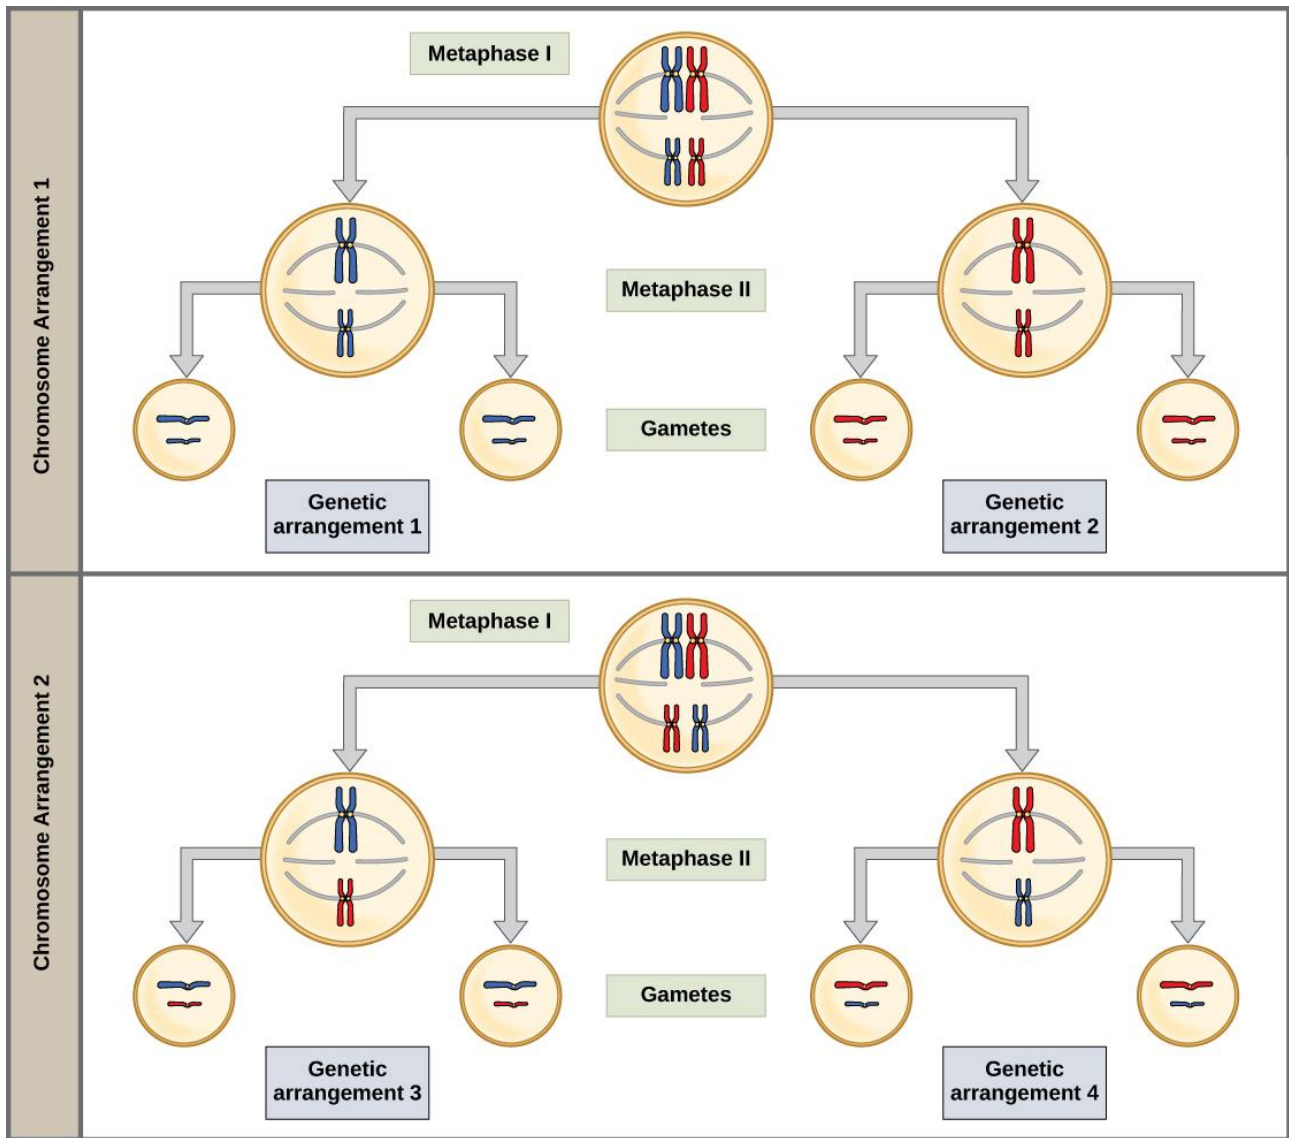 Chromosome Arrangement 1
Metaphase I
Metaphase II
Gametes
Genetic
arrangement 1
Genetic
arrangement 2
Chromosome Arrangement 2
Metaphase I
Metaphase II
Gametes
Genetic
arrangement 3
Genetic
arrangement 4